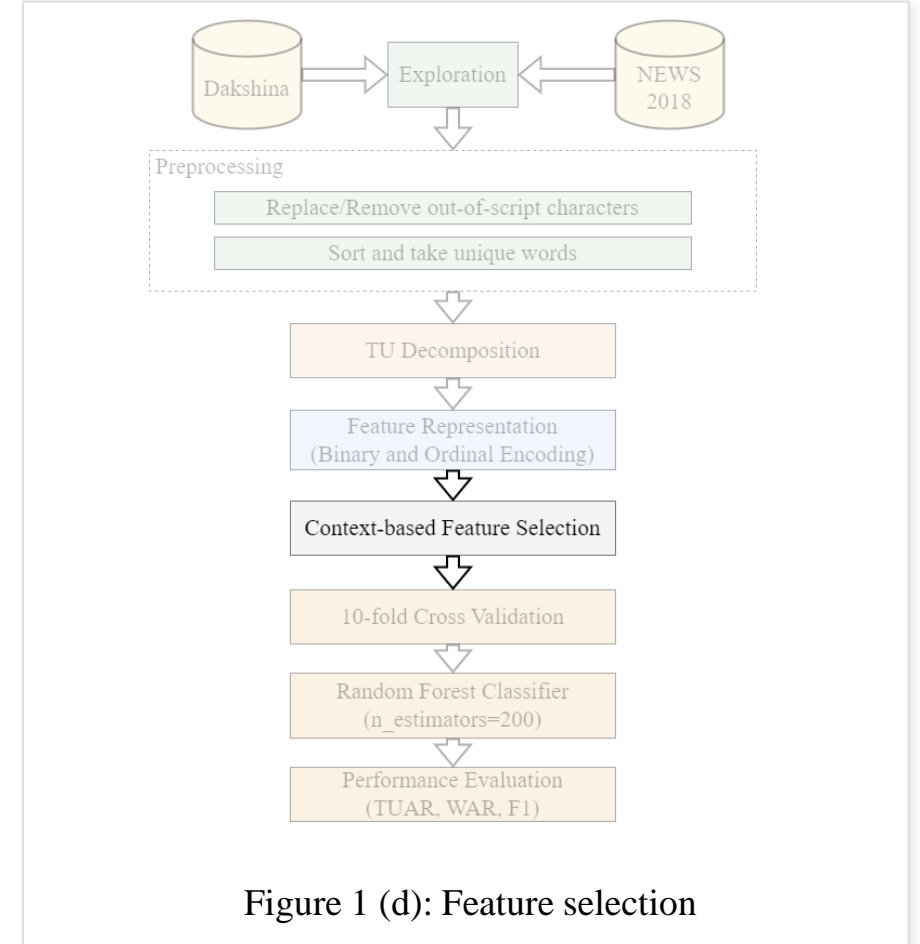 Dakshina
Exploration
NEWS
2018
Preprocessing
Replace/Remove out-of-script characters
Sort and take unique words
TU Decomposition
Feature Representation
(Binary and Ordinal Encoding)
Context-based Feature Selection
10-fold Cross Validation
Random Forest Classifier
(n_estimators=200)
Performance Evaluation
(TUAR, WAR, F1)
Figure 1 (d): Feature selection